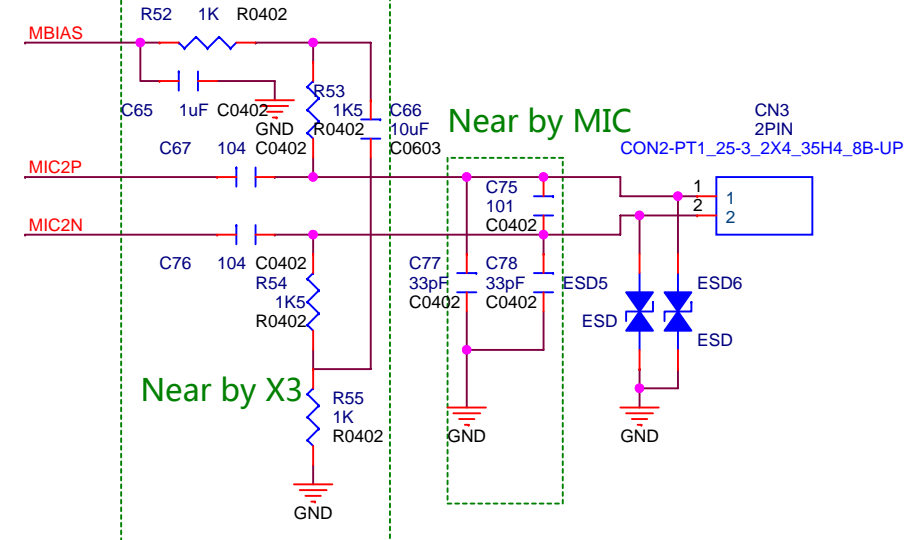 R52 1K R0402
MBIAS
C65 1uF C0402
GND
R53
1K5
R0402
C66
10uF
C0603
Near by MIC
CN3
2PIN
CON2-PT1_25-3_2X4_35H4_8B-UP
C67 104 C0402
MIC2P
C75
101
C0402
1 1
2 2
MIC2N
C76 104 C0402
R54
1K5
R0402
C77
33pF
C0402
C78
33pF
C0402
ESD5
ESD
ESD6
ESD
Near by X3
R55
1K
R0402
GND
GND
GND